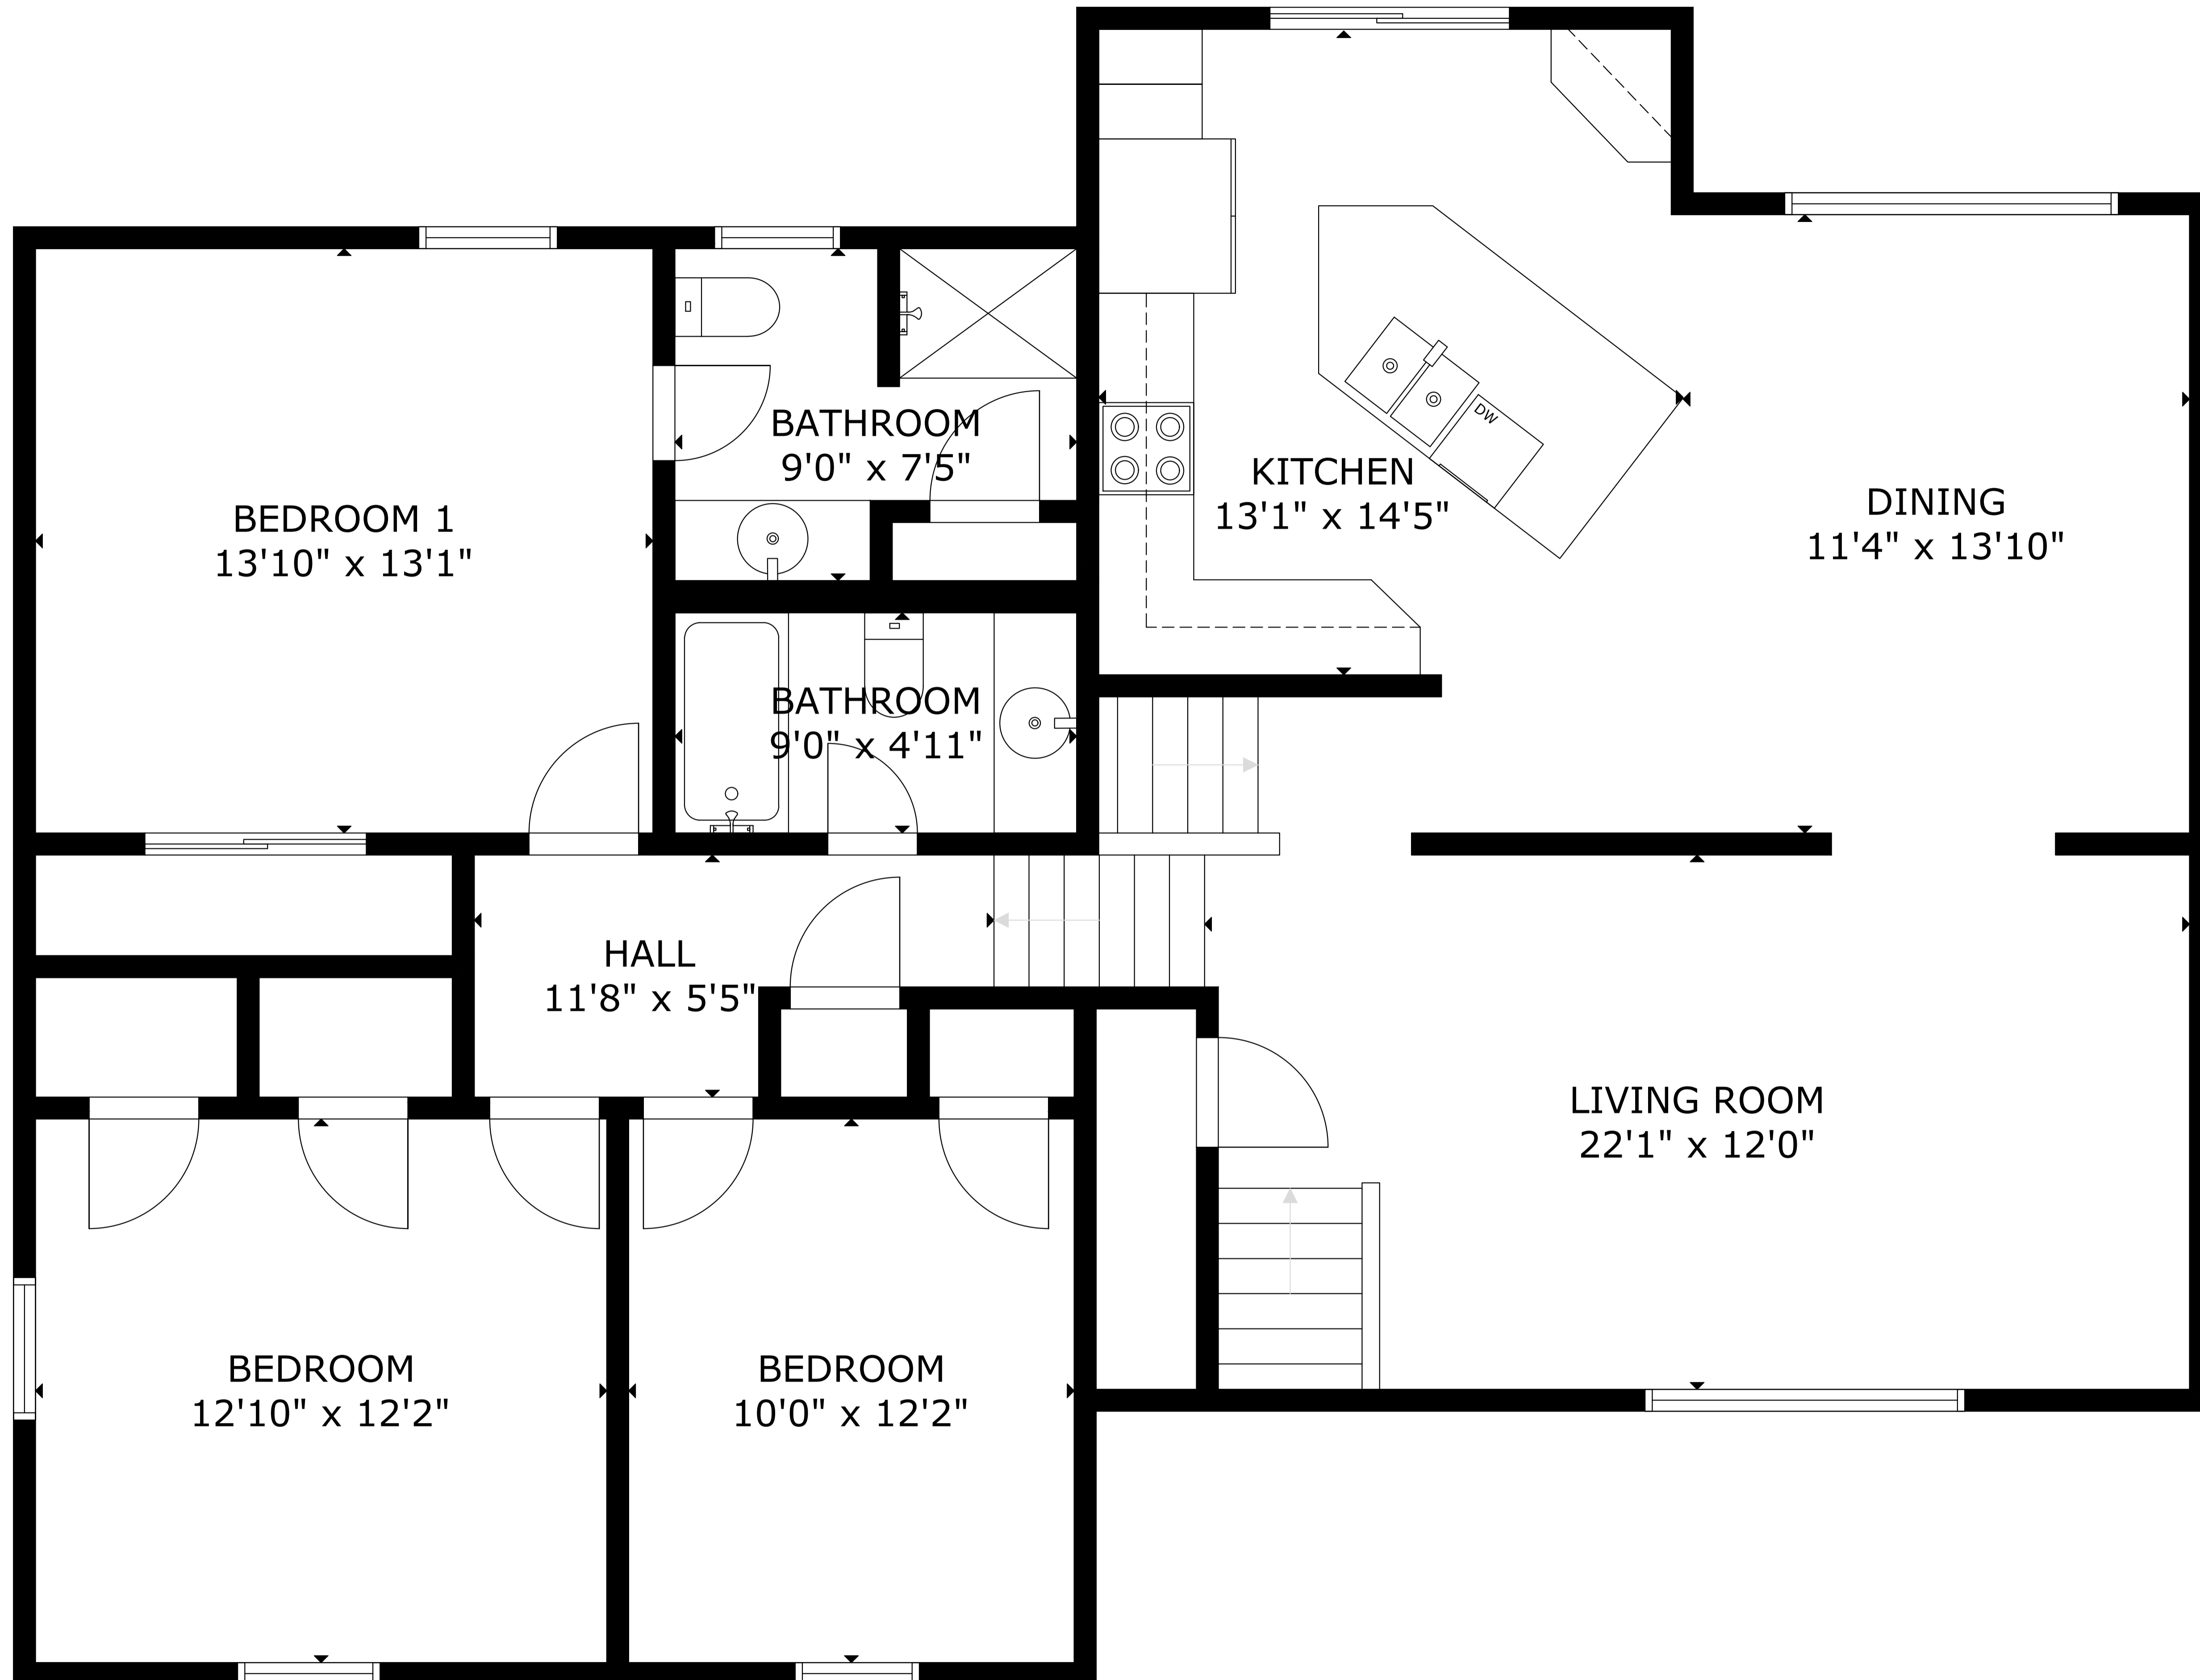 BATHROOM
9'0" x 7'5"
DW
KITCHEN
13'1" x 14'5"
DINING
11'4" x 13'10"
BEDROOM 1
13'10" x 13'1"
BATHROOM
9'0" x 4'11"
HALL
11'8" x 5'5"
LIVING ROOM
22'1" x 12'0"
BEDROOM
12'10" x 12'2"
BEDROOM
10'0" x 12'2"